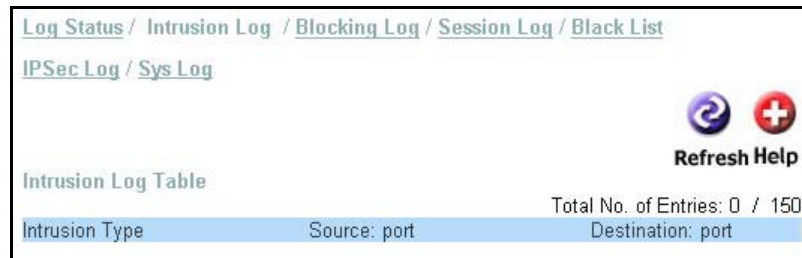 Log Status / Intrusion Log / Blocking Log / Session Log / Black List
IPSec Log / Sys Log
Refresh Help
Intrusion Log Table
Total No. of Entries: 0 / 150
Intrusion Type Source: port Destination: port